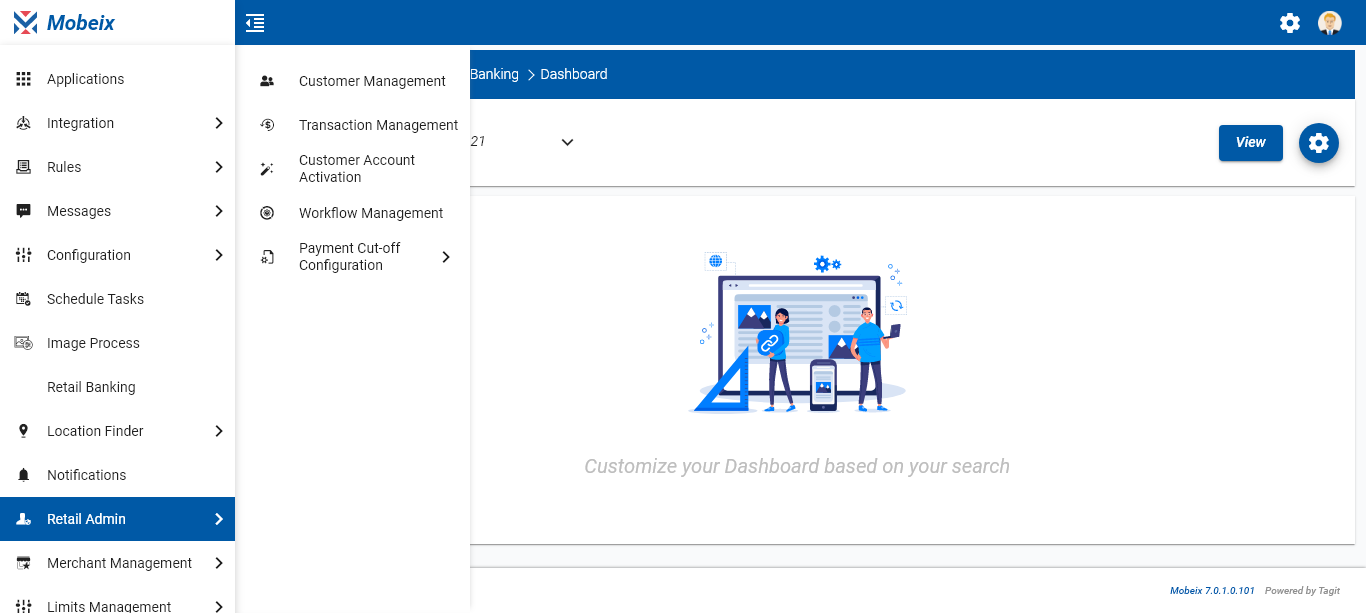 Mobeix
Applications
Integration
Rules
Messages
Configuration
Schedule Tasks
Image Process
Retail Banking
Location Finder
Notifications
Retail Admin
Merchant Management
Limits Management
Customer Management
Transaction Management
Customer Account
Activation
Workflow Management
Payment Cut-off
Configuration
Banking > Dashboard
21
View
Customize your Dashboard based on your search
Mobeix 7.0.1.0.101 Powered by Tagit